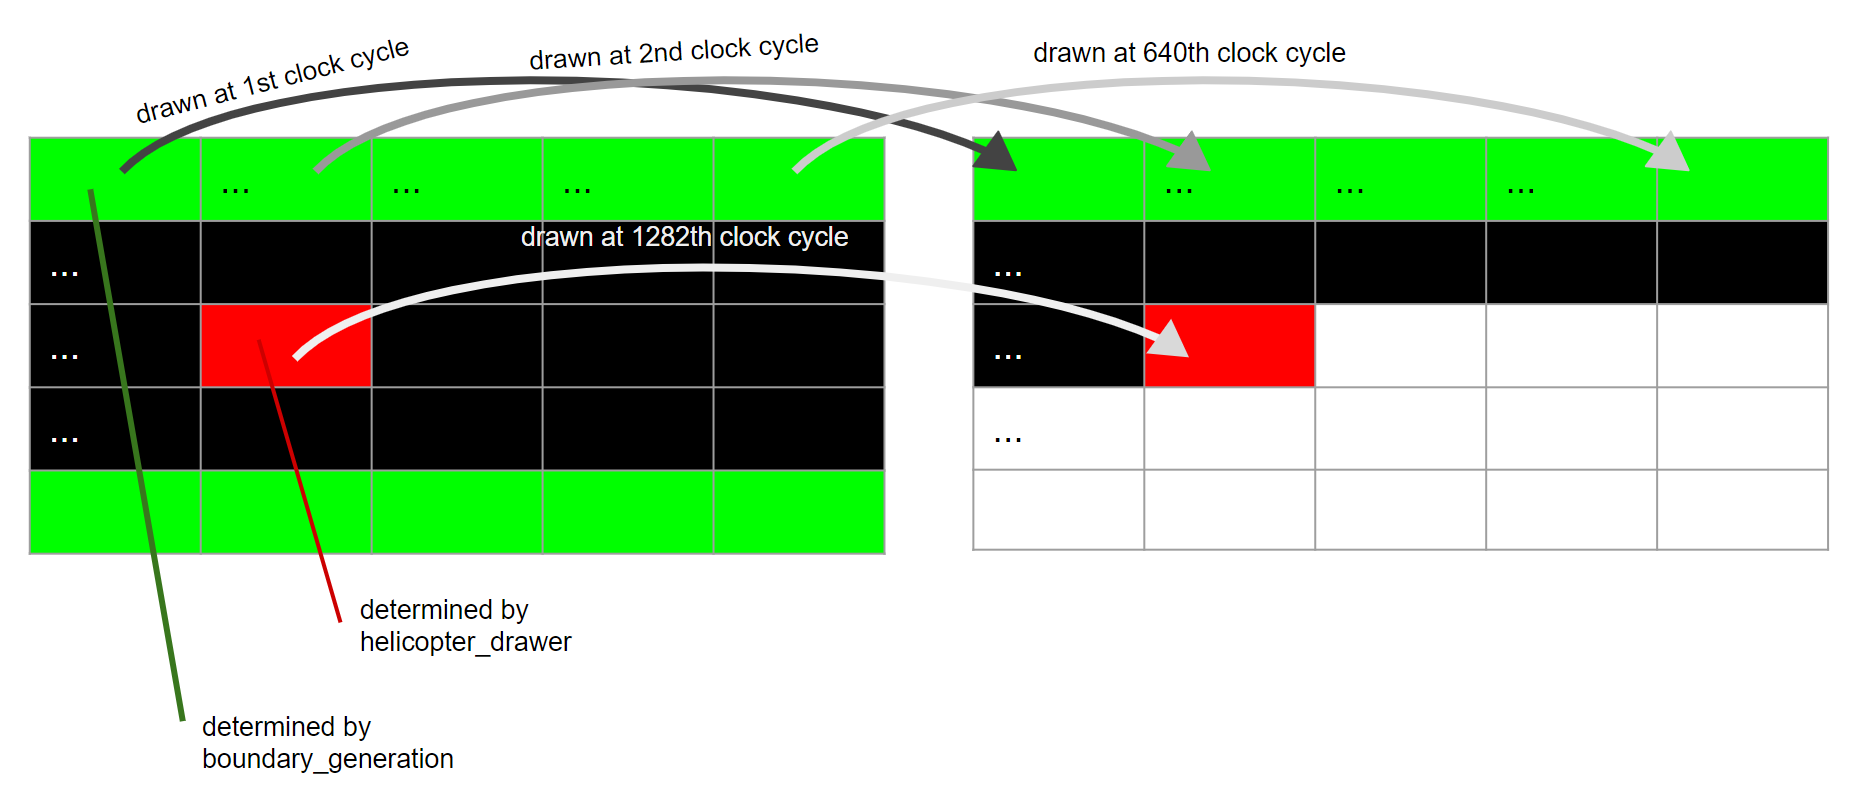 drawn at 1st clock cycle
drawn at 2nd clock cycle
drawn at 640th clock cycle
... ... ...
... ... ...
drawn at 1282th clock cycle
...
...
...
...
...
...
determined by
helicopter_drawer
determined by
boundary_generation